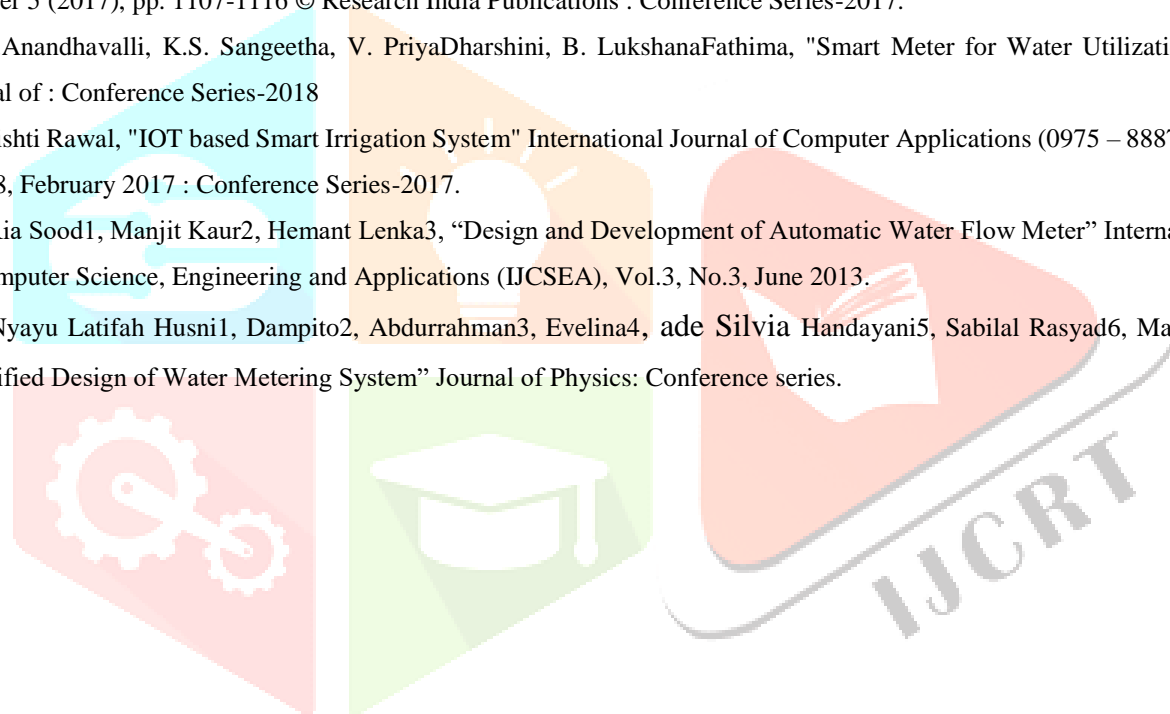 er 5 (2017), pp. 1107-1116 © Research India Publications : Conference Series-2017.
Anandhavalli, K.S. Sangeetha, V. PriyaDharshini, B. LukshanaFathima, "Smart Meter for Water Utilizati
al of : Conference Series-2018
ishti Rawal, "IOT based Smart Irrigation System" International Journal of Computer Applications (0975 – 8887
8, February 2017 : Conference Series-2017.
ia Sood1, Manjit Kaur2, Hemant Lenka3, “Design and Development of Automatic Water Flow Meter” Interna
mputer Science, Engineering and Applications (IJCSEA), Vol.3, No.3, June 2013.
Nyayu Latifah Husni1, Dampito2, Abdurrahman3, Evelina4, ade Silvia Handayani5, Sabilal Rasyad6, Ma
ified Design of Water Metering System” Journal of Physics: Conference series.
IJCRT